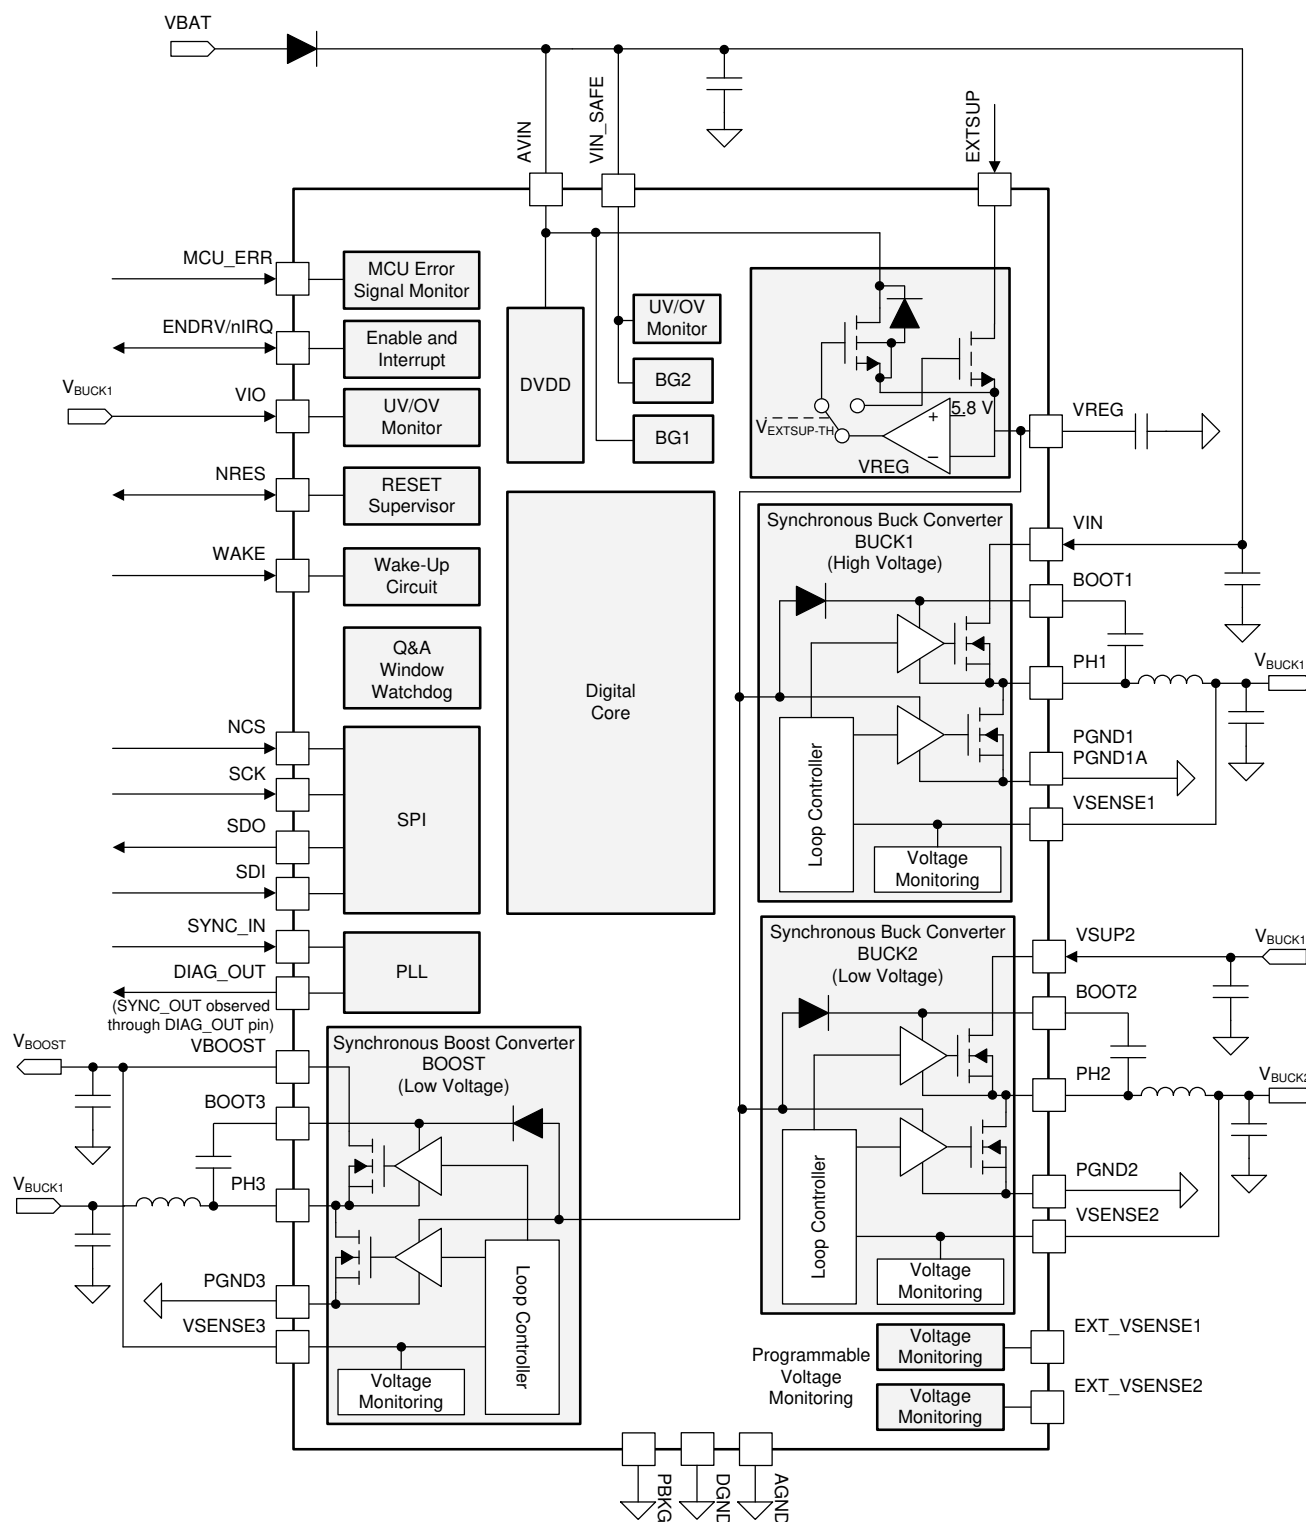 VBAT
AVIN
VIN_SAFE
EXTSUP
MCU_ERR
MCU Error
Signal Monitor
ENDRV/nIRQ
Enable and
Interrupt
VBUCK1
VIO
UV/OV
Monitor
NRES
RESET
Supervisor
WAKE
Wake-Up
Circuit
Q&A
Window
Watchdog
NCS
SCK
SDO
SDI
SPI
SYNC_IN
DIAG_OUT
(SYNC_OUT observed
through DIAG_OUT pin)
PLL
DVDD
UV/OV
Monitor
BG2
BG1
Digital
Core
VEXTSUP-TH
+
5.8 V
−
VREG
VREG
Synchronous Buck Converter
BUCK1
(High Voltage)
Loop Controller
Voltage
Monitoring
VIN
BOOT1
PH1
VBUCK1
PGND1
PGND1A
VSENSE1
Synchronous Buck Converter
BUCK2
(Low Voltage)
Loop Controller
Voltage
Monitoring
VSUP2
VBUCK1
BOOT2
PH2
VBUCK2
PGND2
VSENSE2
VBOOST
VBOOST
BOOT3
VBUCK1
PH3
PGND3
VSENSE3
Synchronous Boost Converter
BOOST
(Low Voltage)
Loop Controller
Voltage
Monitoring
Programmable
Voltage
Monitoring
Voltage
Monitoring
EXT_VSENSE1
Voltage
Monitoring
EXT_VSENSE2
PBKG
DGND
AGND